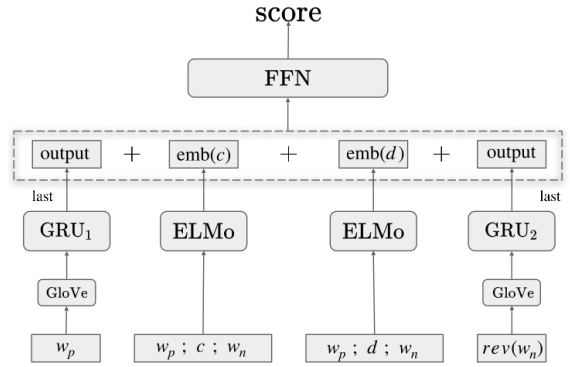 score
FFN
output + emb(c) + emb(d) + output
last last
GRU₁ ELMo ELMo GRU₂
GloVe GloVe
wₚ wₚ ; c ; wₙ wₚ ; d ; wₙ rev(wₙ)